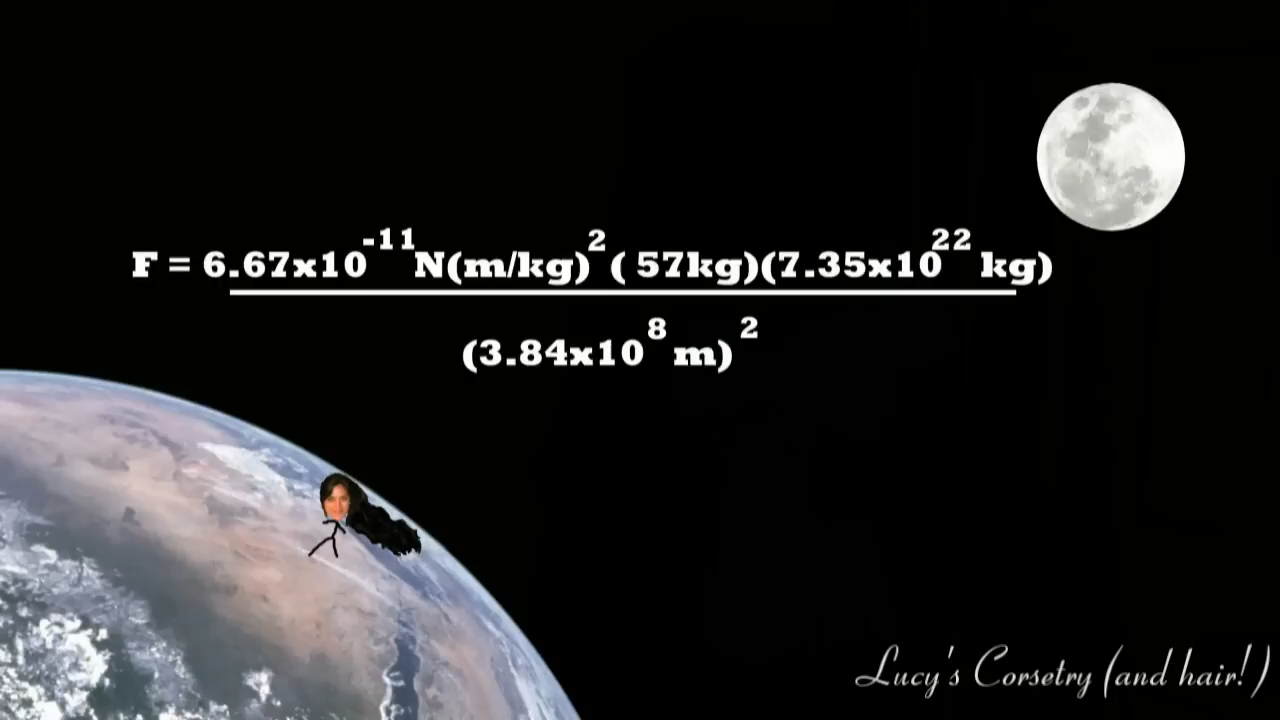 F = 6.67x10⁻¹¹N(m/kg)²( 57kg)(7.35x10²² kg)
(3.84x10⁸ m)²
Lucy's Corsetry (and hair!)